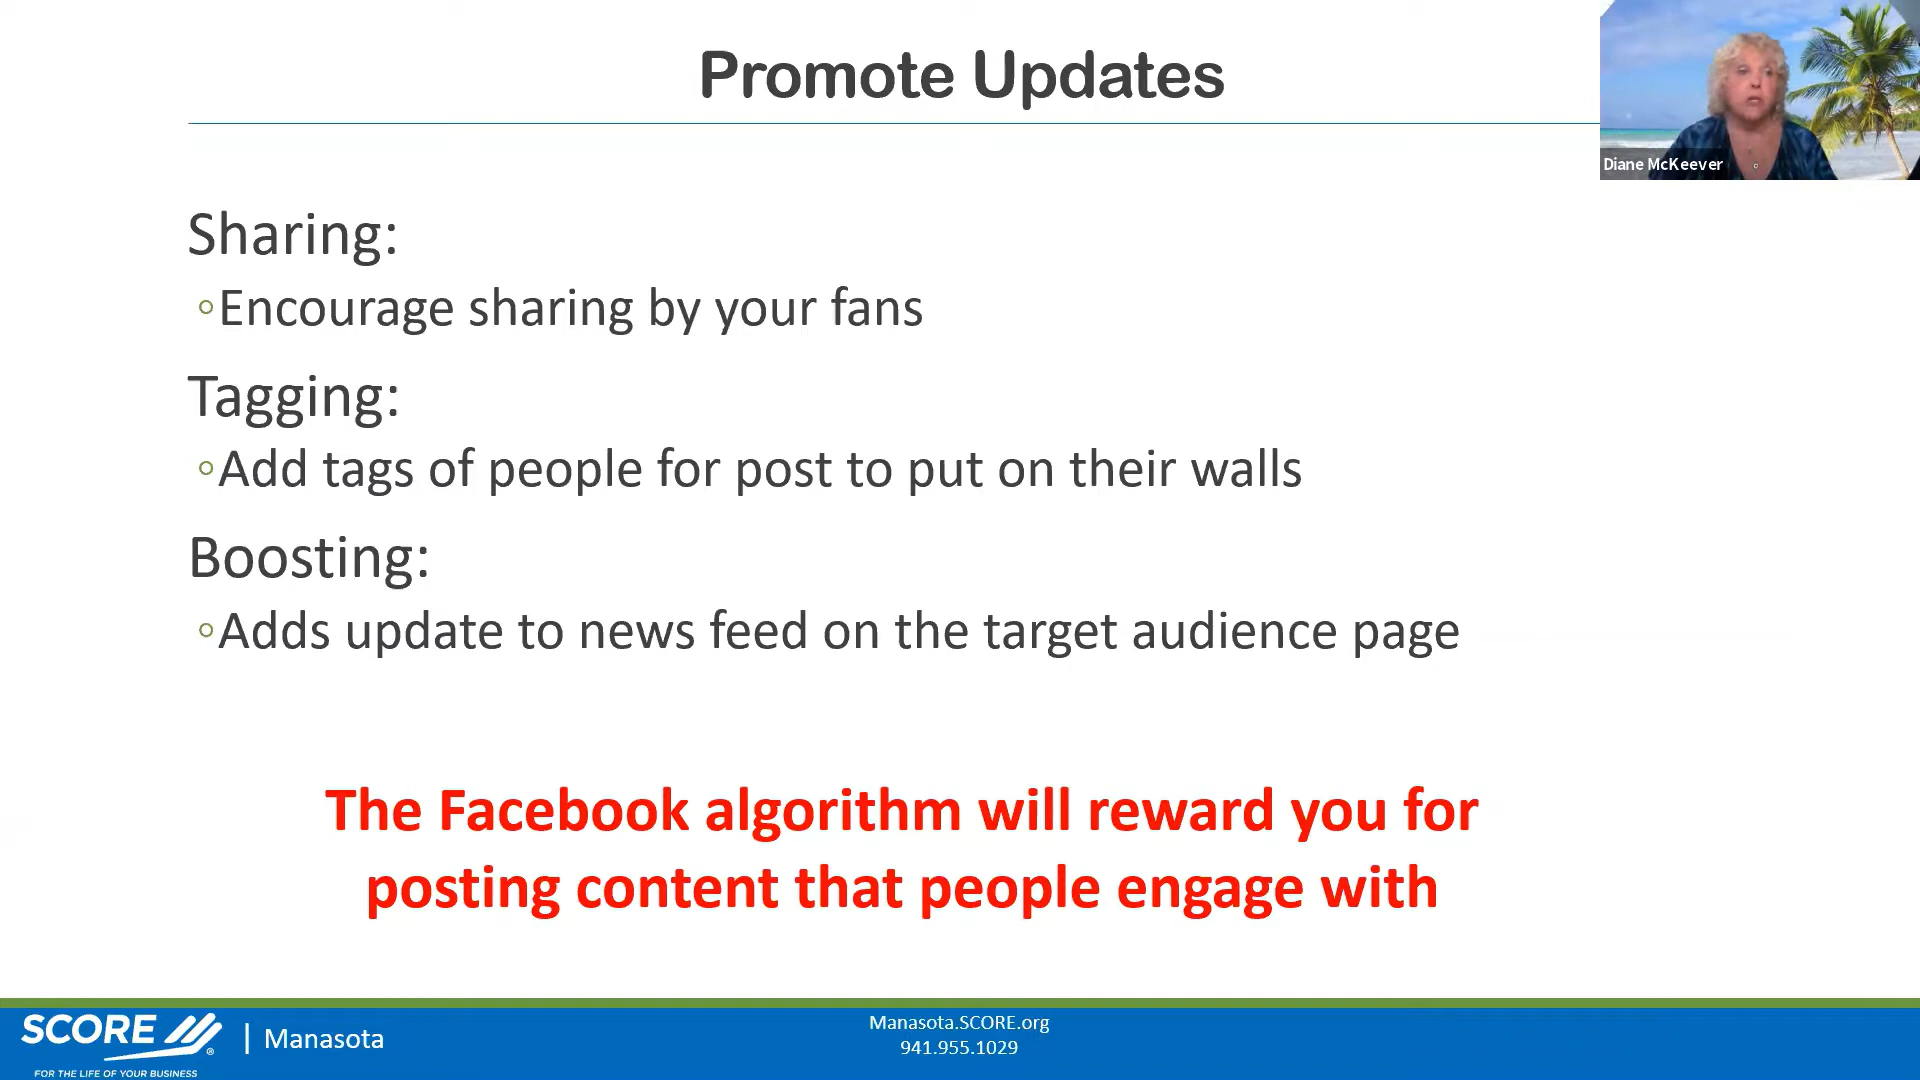 Promote Updates
Diane McKeever
Sharing:
◦Encourage sharing by your fans
Tagging:
◦Add tags of people for post to put on their walls
Boosting:
◦Adds update to news feed on the target audience page
The Facebook algorithm will reward you for
posting content that people engage with
SCORE ® | Manasota
FOR THE LIFE OF YOUR BUSINESS
Manasota.SCORE.org
941.955.1029